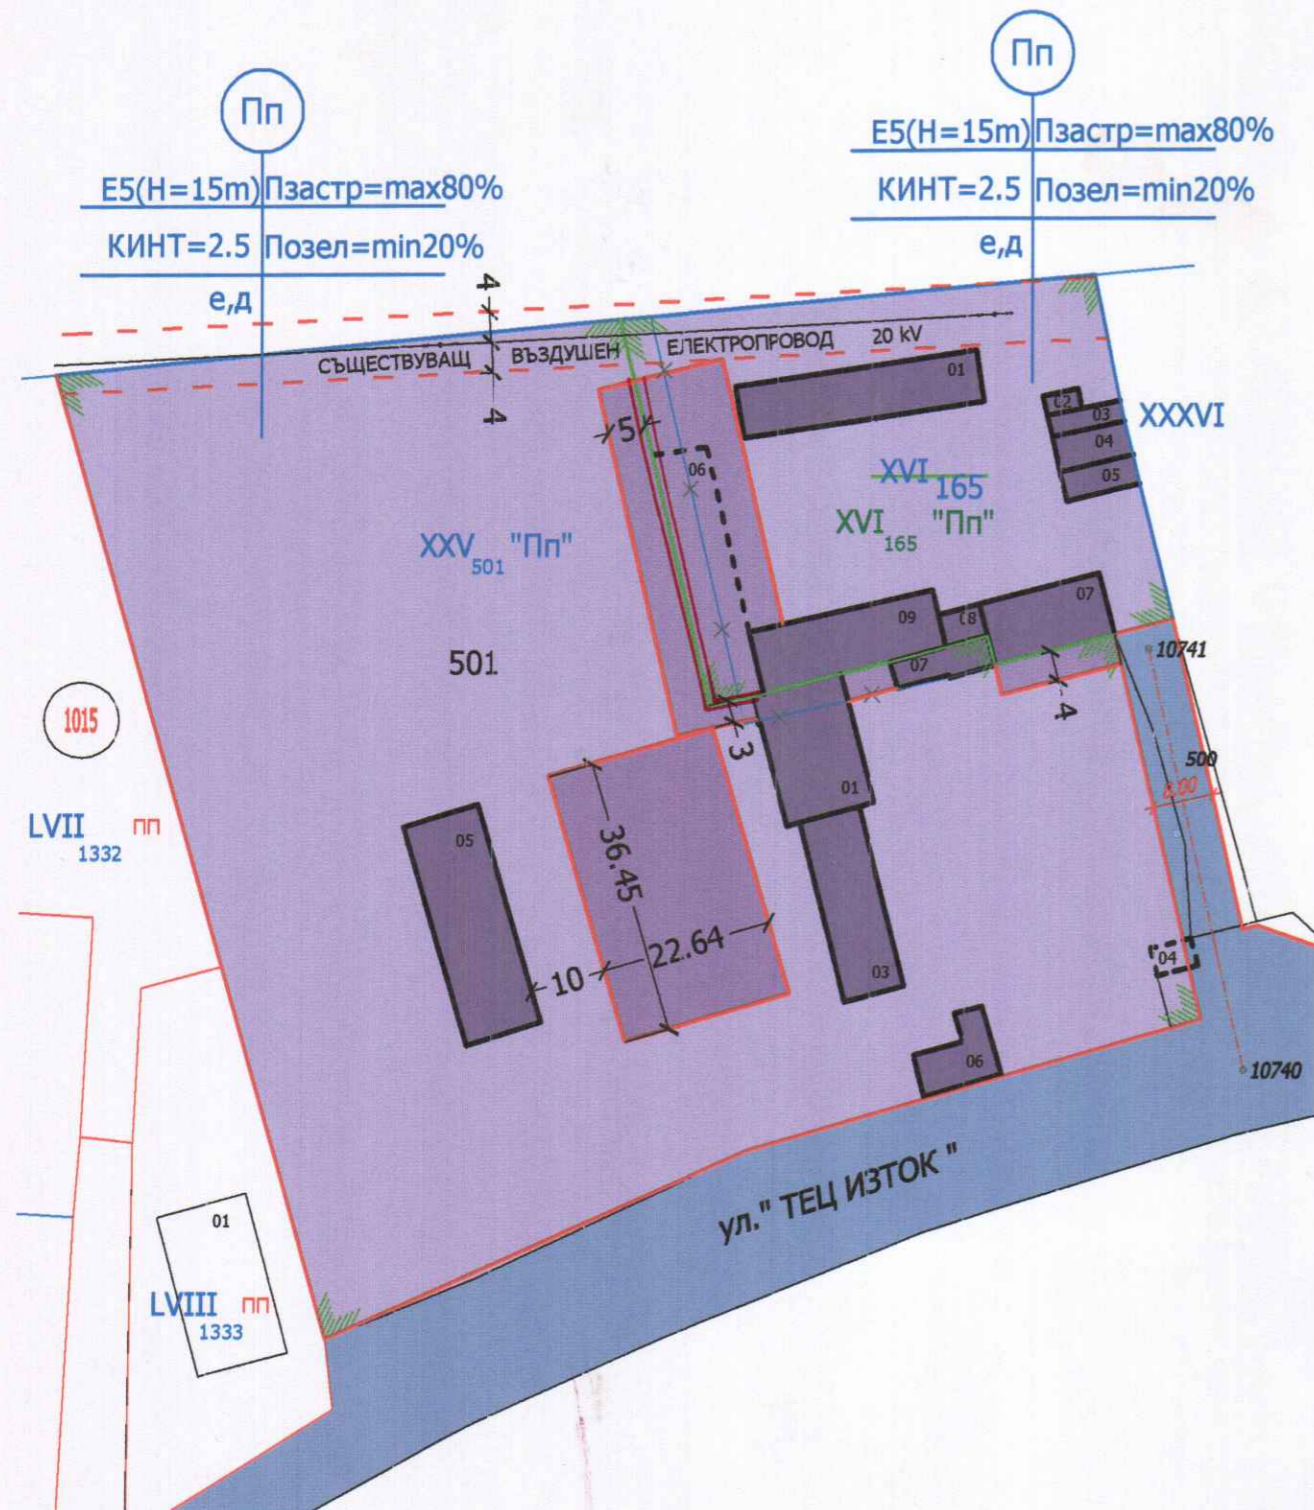 Пп
Пп
Е5(Н=15m) Пзастр=max80%
КИНТ=2.5 Позел=min20%
е,д
Е5(Н=15m) Пзастр=max80%
КИНТ=2.5 Позел=min20%
е,д
4
СЪЩЕСТВУВАЩ ВЪЗДУШЕН ЕЛЕКТРОПРОВОД 20 kV
4
01
02
03
04
05
XXXVI
5
06
XVI 165
XVI 165 "Пп"
XXV 501 "Пп"
501
07
09
08
07
10741
4
1015
3
500
6.00
01
LVII пп
1332
05
36.45
22.64
10
03
04
06
10740
ул." ТЕЦ ИЗТОК "
01
LVIII пп
1333